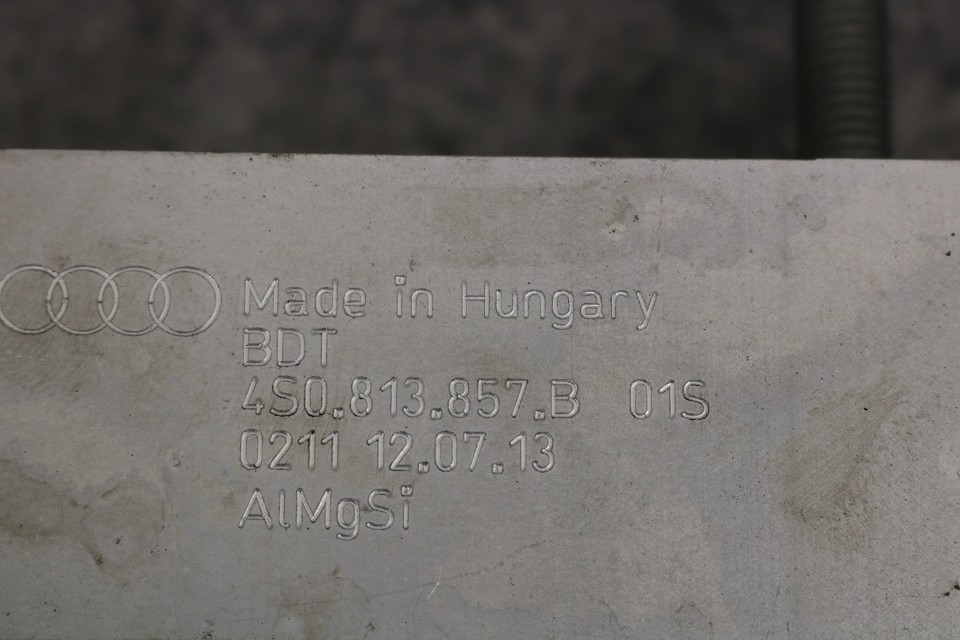 Made in Hungary
BDT
4S0.813.857.B 01S
0211 12.07.13
AlMgSi